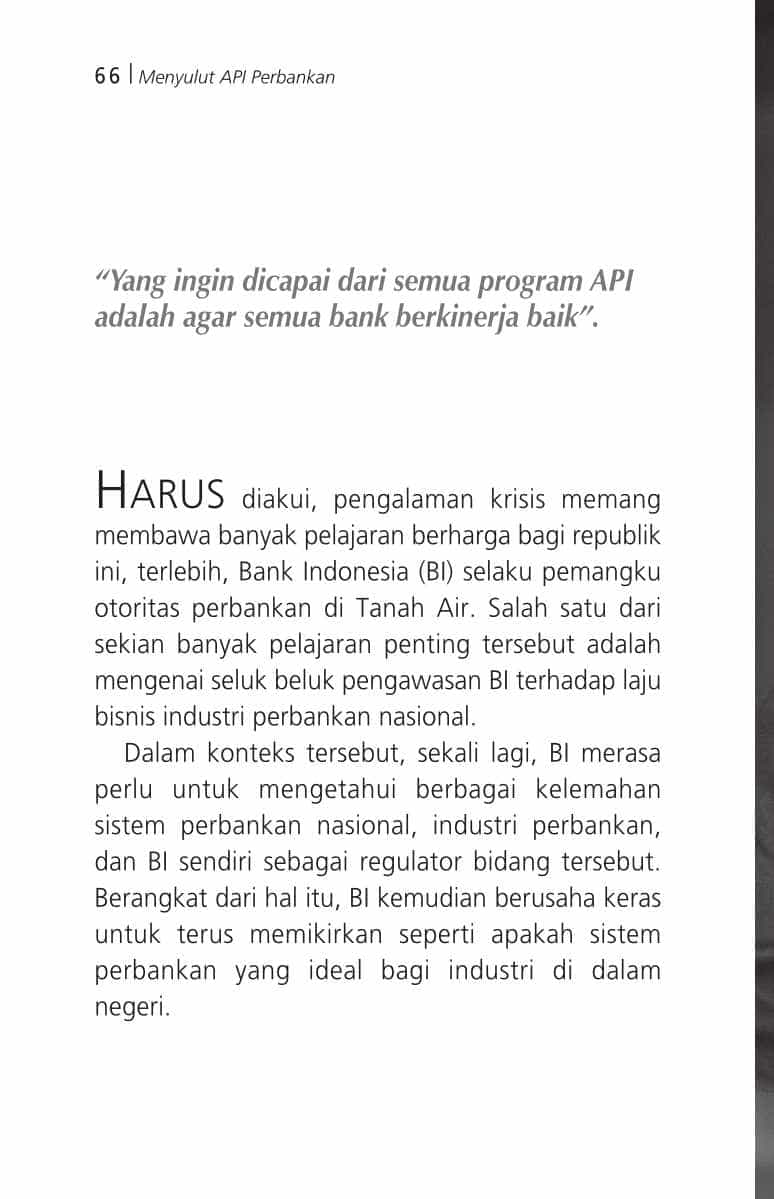 66 | Menyulut API Perbankan
“Yang ingin dicapai dari semua program API
adalah agar semua bank berkinerja baik”.
HARUS diakui, pengalaman krisis memang
membawa banyak pelajaran berharga bagi republik
ini, terlebih, Bank Indonesia (BI) selaku pemangku
otoritas perbankan di Tanah Air. Salah satu dari
sekian banyak pelajaran penting tersebut adalah
mengenai seluk beluk pengawasan BI terhadap laju
bisnis industri perbankan nasional.
Dalam konteks tersebut, sekali lagi, BI merasa
perlu untuk mengetahui berbagai kelemahan
sistem perbankan nasional, industri perbankan,
dan BI sendiri sebagai regulator bidang tersebut.
Berangkat dari hal itu, BI kemudian berusaha keras
untuk terus memikirkan seperti apakah sistem
perbankan yang ideal bagi industri di dalam
negeri.